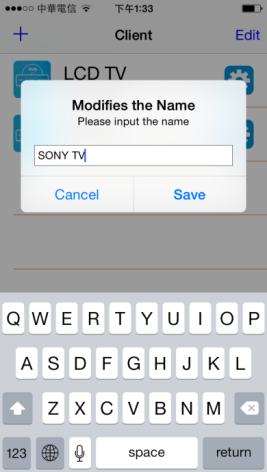 中華電信 下午1:33
+ Client Edit
LCD TV
Modifies the Name
Please input the name
SONY TV
Cancel Save
Q W E R T Y U I O P
A S D F G H J K L
Z X C V B N M
123 space return